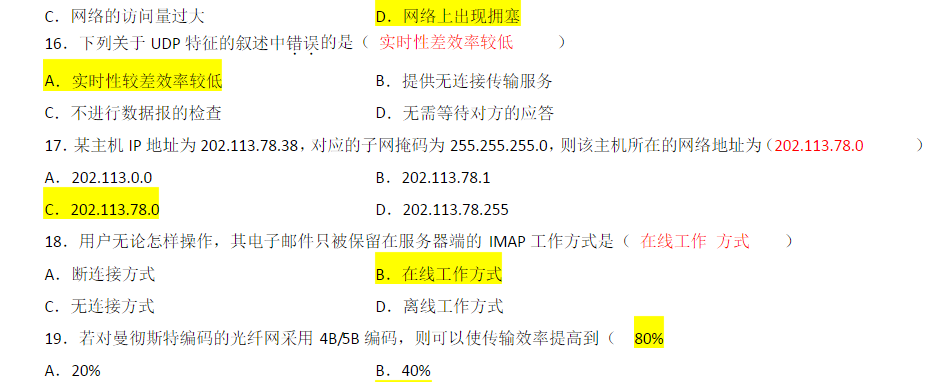 C. 网络的访问量过大 D. 网络上出现拥塞
16. 下列关于 UDP 特征的叙述中错误的是（ 实时性差效率较低 ）
A. 实时性较差效率较低 B. 提供无连接传输服务
C. 不进行数据报的检查 D. 无需等待对方的应答
17. 某主机 IP 地址为 202.113.78.38，对应的子网掩码为 255.255.255.0，则该主机所在的网络地址为（202.113.78.0 ）
A. 202.113.0.0 B. 202.113.78.1
C. 202.113.78.0 D. 202.113.78.255
18. 用户无论怎样操作，其电子邮件只被保留在服务器端的 IMAP 工作方式是（ 在线工作 方式 ）
A. 断连接方式 B. 在线工作方式
C. 无连接方式 D. 离线工作方式
19. 若对曼彻斯特编码的光纤网采用 4B/5B 编码，则可以使传输效率提高到（ 80%
A. 20% B. 40%